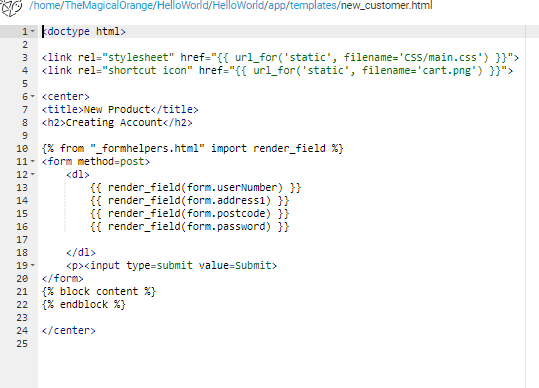 /home/TheMagicalOrange/HelloWorld/HelloWorld/app/templates/new_customer.html
1 <doctype html>
2
3 <link rel="stylesheet" href="{{ url_for('static', filename='CSS/main.css') }}">
4 <link rel="shortcut icon" href="{{ url_for('static', filename='cart.png') }}">
5
6 <center>
7 <title>New Product</title>
8 <h2>Creating Account</h2>
9
10 {% from "_formhelpers.html" import render_field %}
11 <form method=post>
12     <dl>
13         {{ render_field(form.userNumber) }}
14         {{ render_field(form.address1) }}
15         {{ render_field(form.postcode) }}
16         {{ render_field(form.password) }}
17
18     </dl>
19     <p><input type=submit value=Submit>
20 </form>
21 {% block content %}
22 {% endblock %}
23
24 </center>
25